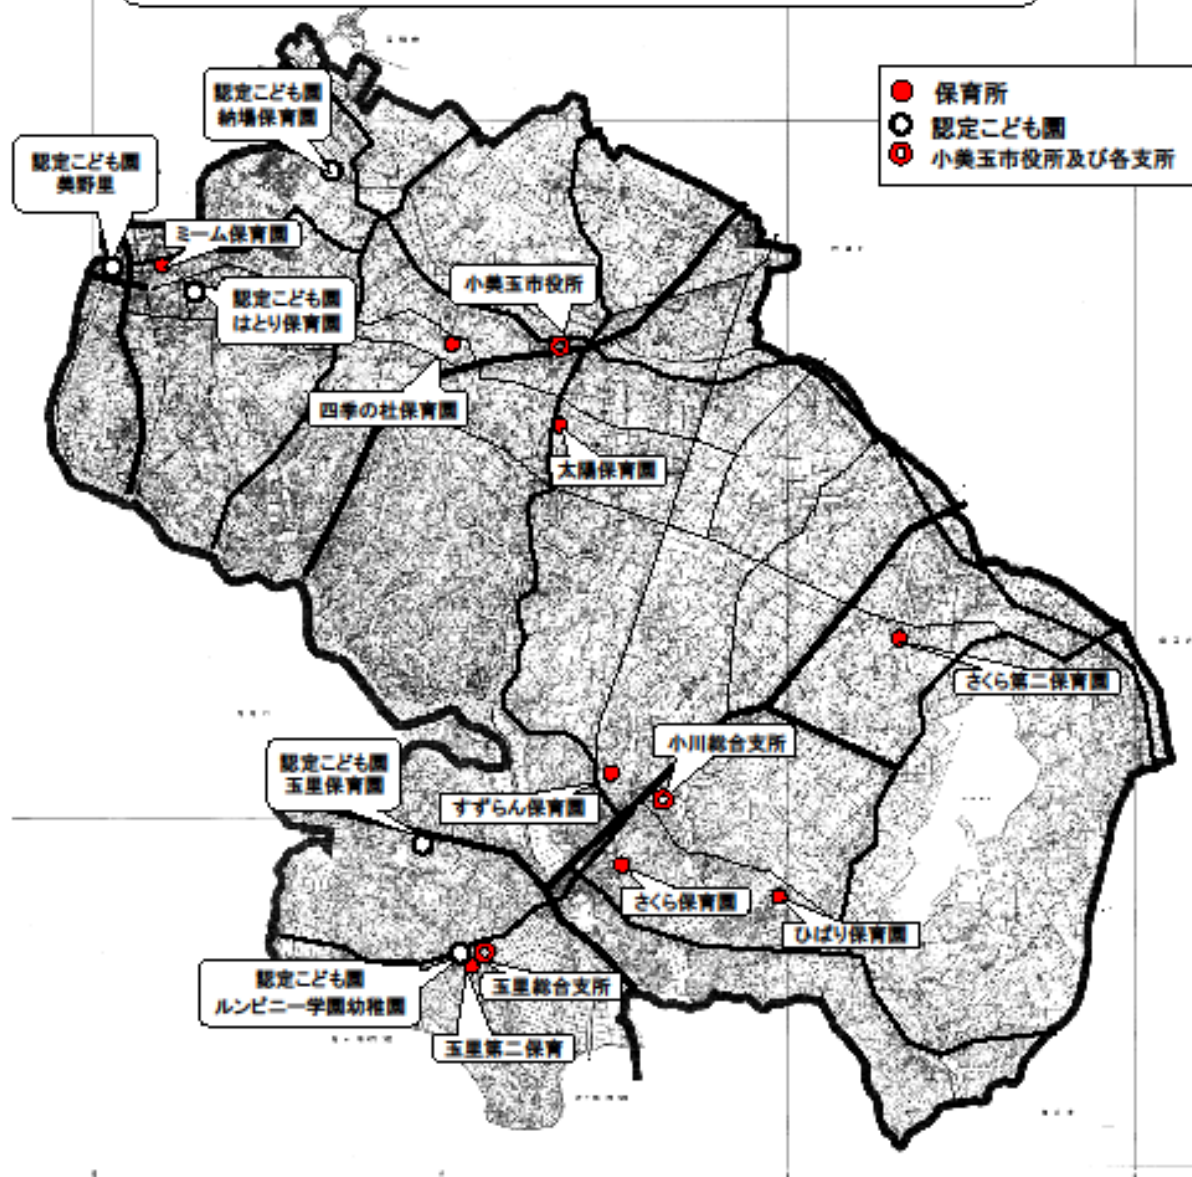 認定こども園
納場保育園
保育所
認定こども園
小美玉市役所及び各支所
認定こども園
美野里
ミーム保育園
認定こども園
はとり保育園
小美玉市役所
四季の杜保育園
太陽保育園
さくら第二保育園
小川総合支所
認定こども園
玉里保育園
すずらん保育園
さくら保育園
ひばり保育園
認定こども園
ルンビニー学園幼稚園
玉里総合支所
玉里第二保育